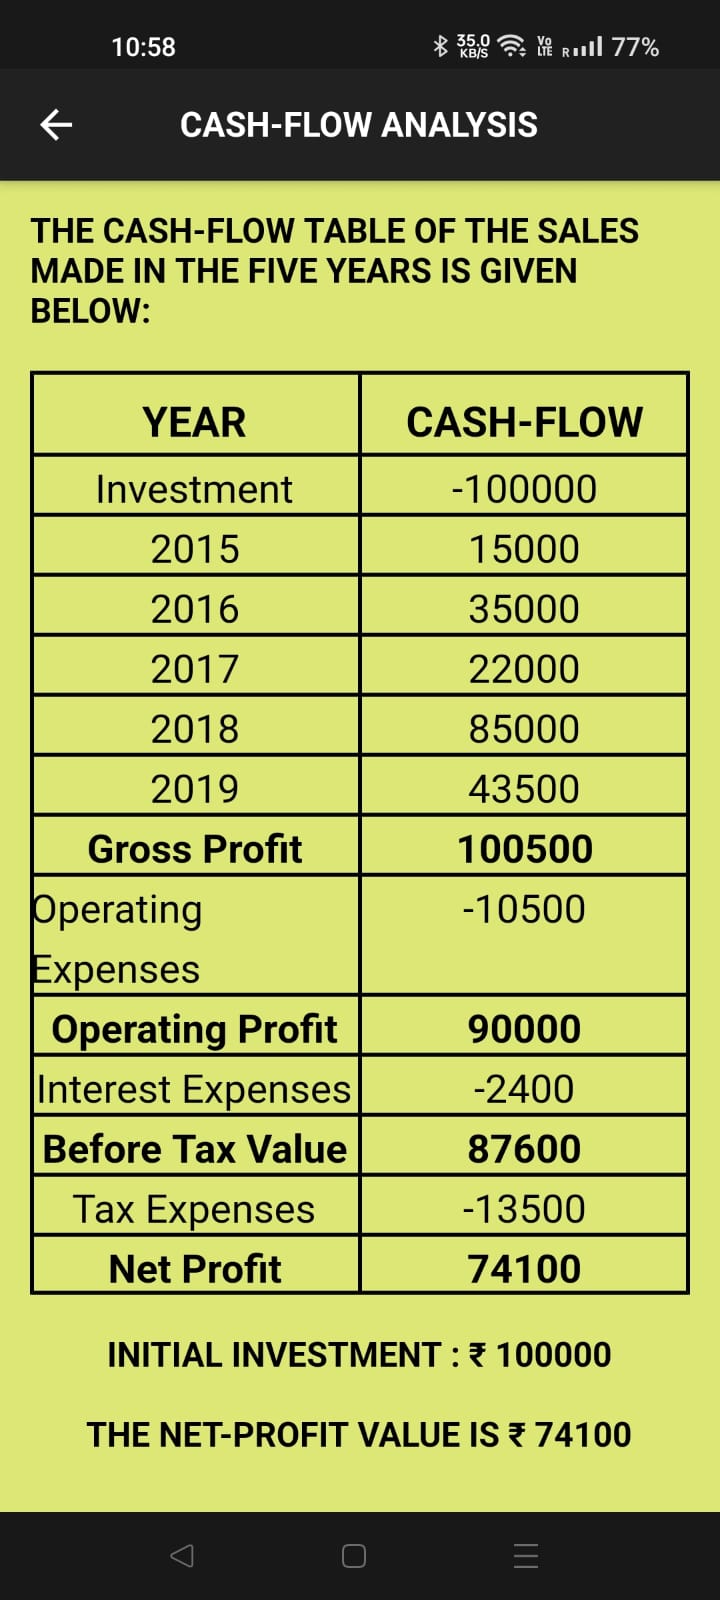 10:58 35.0 KB/S Vo LTE R 77%
CASH-FLOW ANALYSIS
THE CASH-FLOW TABLE OF THE SALES
MADE IN THE FIVE YEARS IS GIVEN
BELOW:
YEAR CASH-FLOW
Investment -100000
2015 15000
2016 35000
2017 22000
2018 85000
2019 43500
Gross Profit 100500
Operating -10500
Expenses
Operating Profit 90000
Interest Expenses -2400
Before Tax Value 87600
Tax Expenses -13500
Net Profit 74100
INITIAL INVESTMENT : ₹ 100000
THE NET-PROFIT VALUE IS ₹ 74100